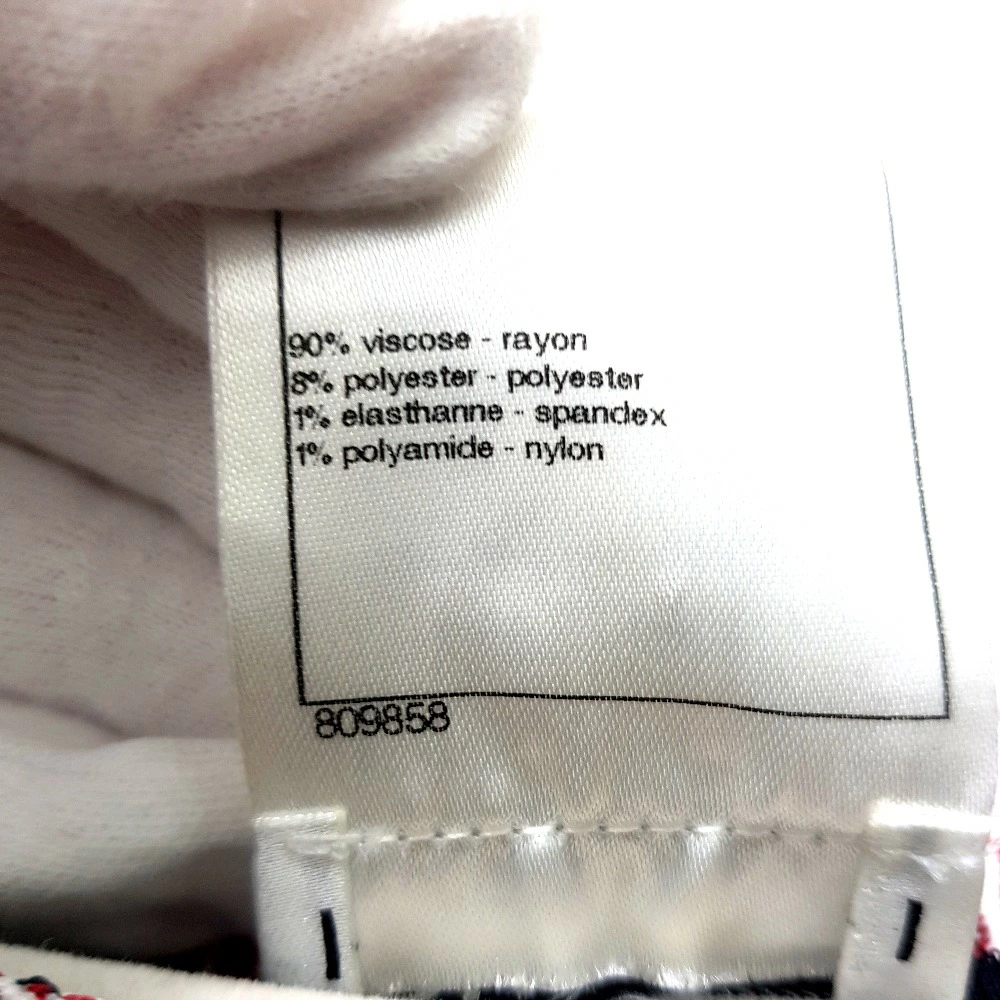 90% viscose - rayon
8% polyester - polyester
1% elasthanne - spandex
1% polyamide - nylon
809858